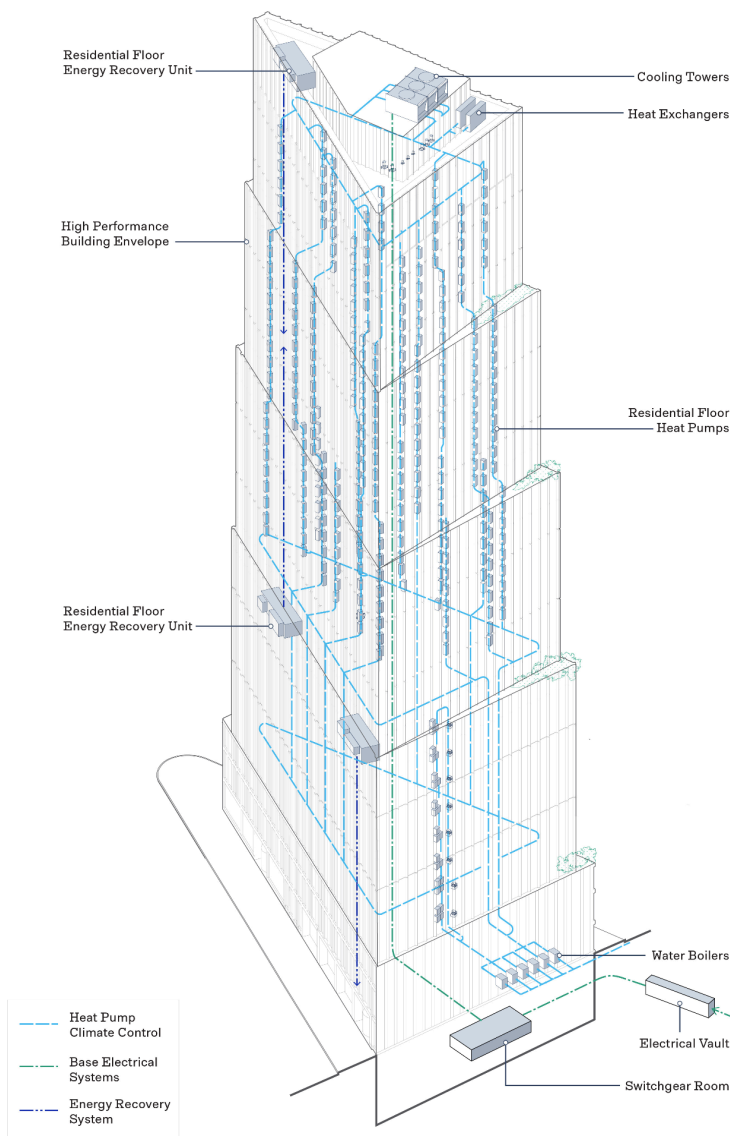 Residential Floor
Energy Recovery Unit
Cooling Towers
Heat Exchangers
High Performance
Building Envelope
Residential Floor
Heat Pumps
Residential Floor
Energy Recovery Unit
Water Boilers
Electrical Vault
Switchgear Room
Heat Pump
Climate Control
Base Electrical
Systems
Energy Recovery
System